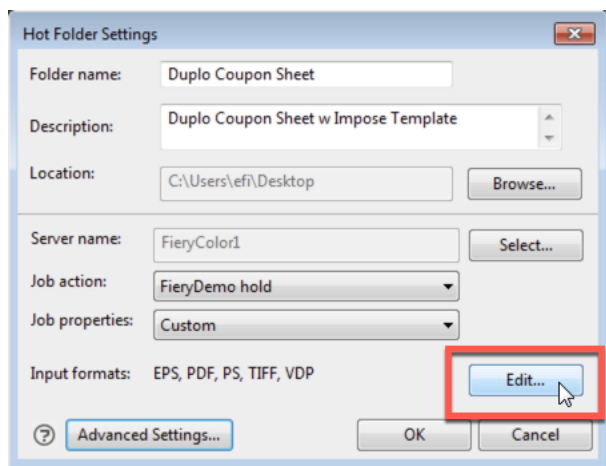 Hot Folder Settings
Folder name: Duplo Coupon Sheet
Description: Duplo Coupon Sheet w Impose Template
Location: C:\Users\efi\Desktop Browse...
Server name: FieryColor1 Select...
Job action: FieryDemo hold
Job properties: Custom
Input formats: EPS, PDF, PS, TIFF, VDP Edit...
? Advanced Settings... OK Cancel